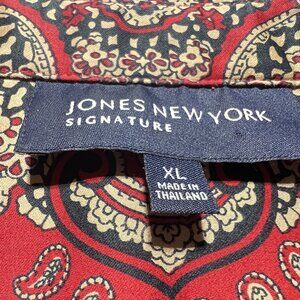 JONES NEW YORK
SIGNATURE
XL
MADE IN
THAILAND